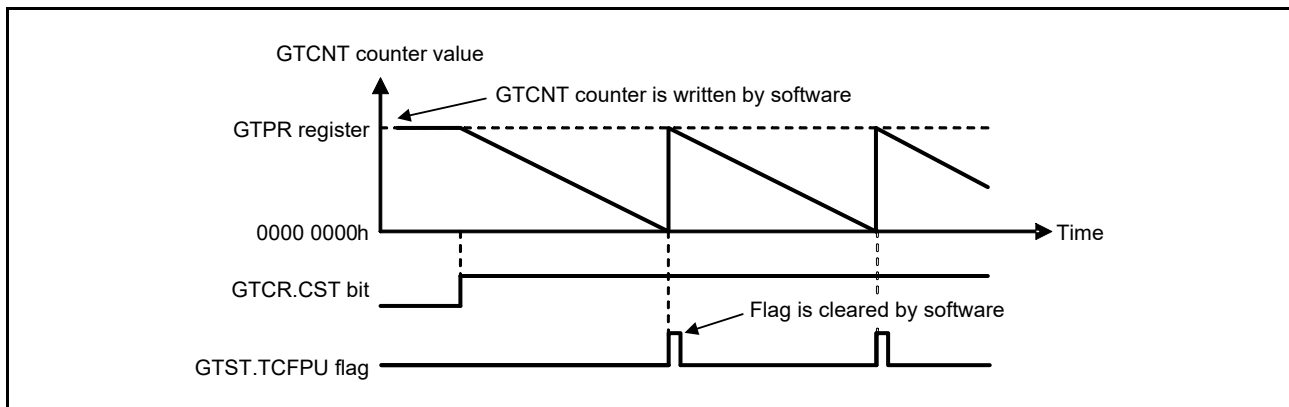 GTCNT counter value
GTCNT counter is written by software
GTPR register
0000 0000h
Time
GTCR.CST bit
Flag is cleared by software
GTST.TCFPU flag